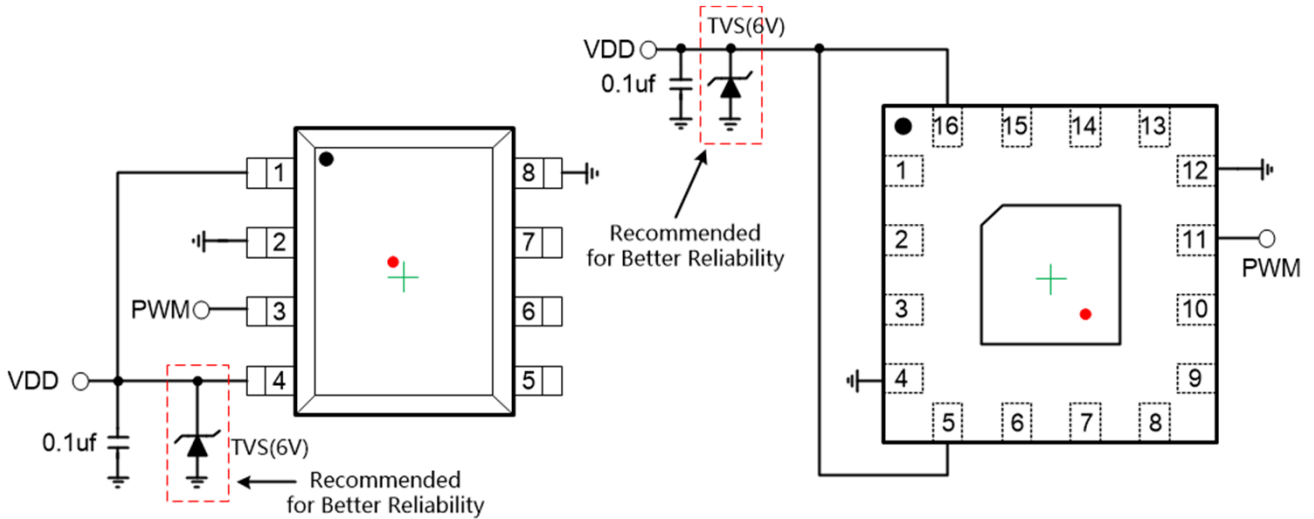 TVS(6V)
VDD
0.1uf
Recommended
for Better Reliability
16 15 14 13
1
2
3
4
12
11
10
9
5 6 7 8
PWM
1
2
3
4
8
7
6
5
PWM
VDD
0.1uf
TVS(6V)
Recommended
for Better Reliability